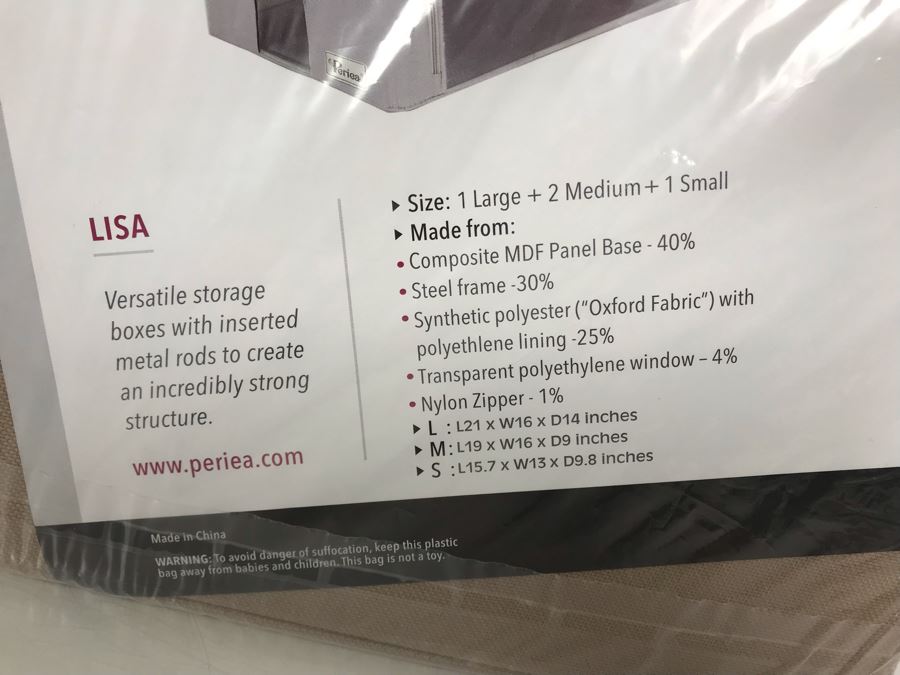 Periea
LISA
Versatile storage
boxes with inserted
metal rods to create
an incredibly strong
structure.
www.periea.com
▸ Size: 1 Large + 2 Medium + 1 Small
▸ Made from:
• Composite MDF Panel Base - 40%
• Steel frame -30%
• Synthetic polyester ("Oxford Fabric") with
polyethlene lining -25%
• Transparent polyethylene window – 4%
• Nylon Zipper - 1%
▸ L : L21 x W16 x D14 inches
▸ M : L19 x W16 x D9 inches
▸ S : L15.7 x W13 x D9.8 inches
Made in China
WARNING: To avoid danger of suffocation, keep this plastic
bag away from babies and children. This bag is not a toy.